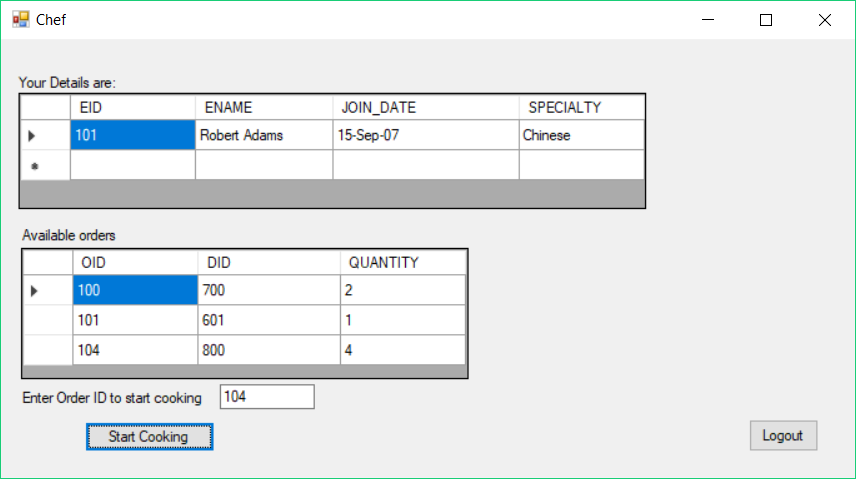 Chef
Your Details are:
EID ENAME JOIN_DATE SPECIALTY
101 Robert Adams 15-Sep-07 Chinese
Available orders
OID DID QUANTITY
100 700 2
101 601 1
104 800 4
Enter Order ID to start cooking 104
Start Cooking
Logout